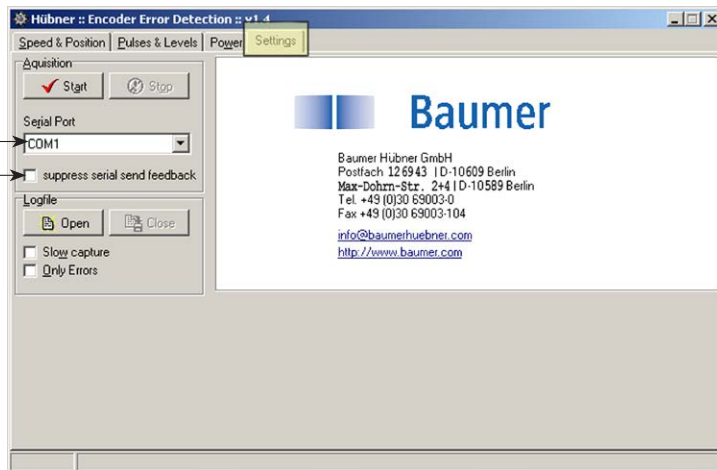 Hübner :: Encoder Error Detection :: v1.4
Speed & Position Pulses & Levels Power Settings
Aquisition
Start Stop
Serial Port
COM1
suppress serial send feedback
Logfile
Open Close
Slow capture
Only Errors
Baumer
Baumer Hübner GmbH
Postfach 126943 | D-10609 Berlin
Max-Dohrn-Str. 2+4 | D-10589 Berlin
Tel. +49 (0)30 69003-0
Fax +49 (0)30 69003-104
info@baumerhuebner.com
http://www.baumer.com